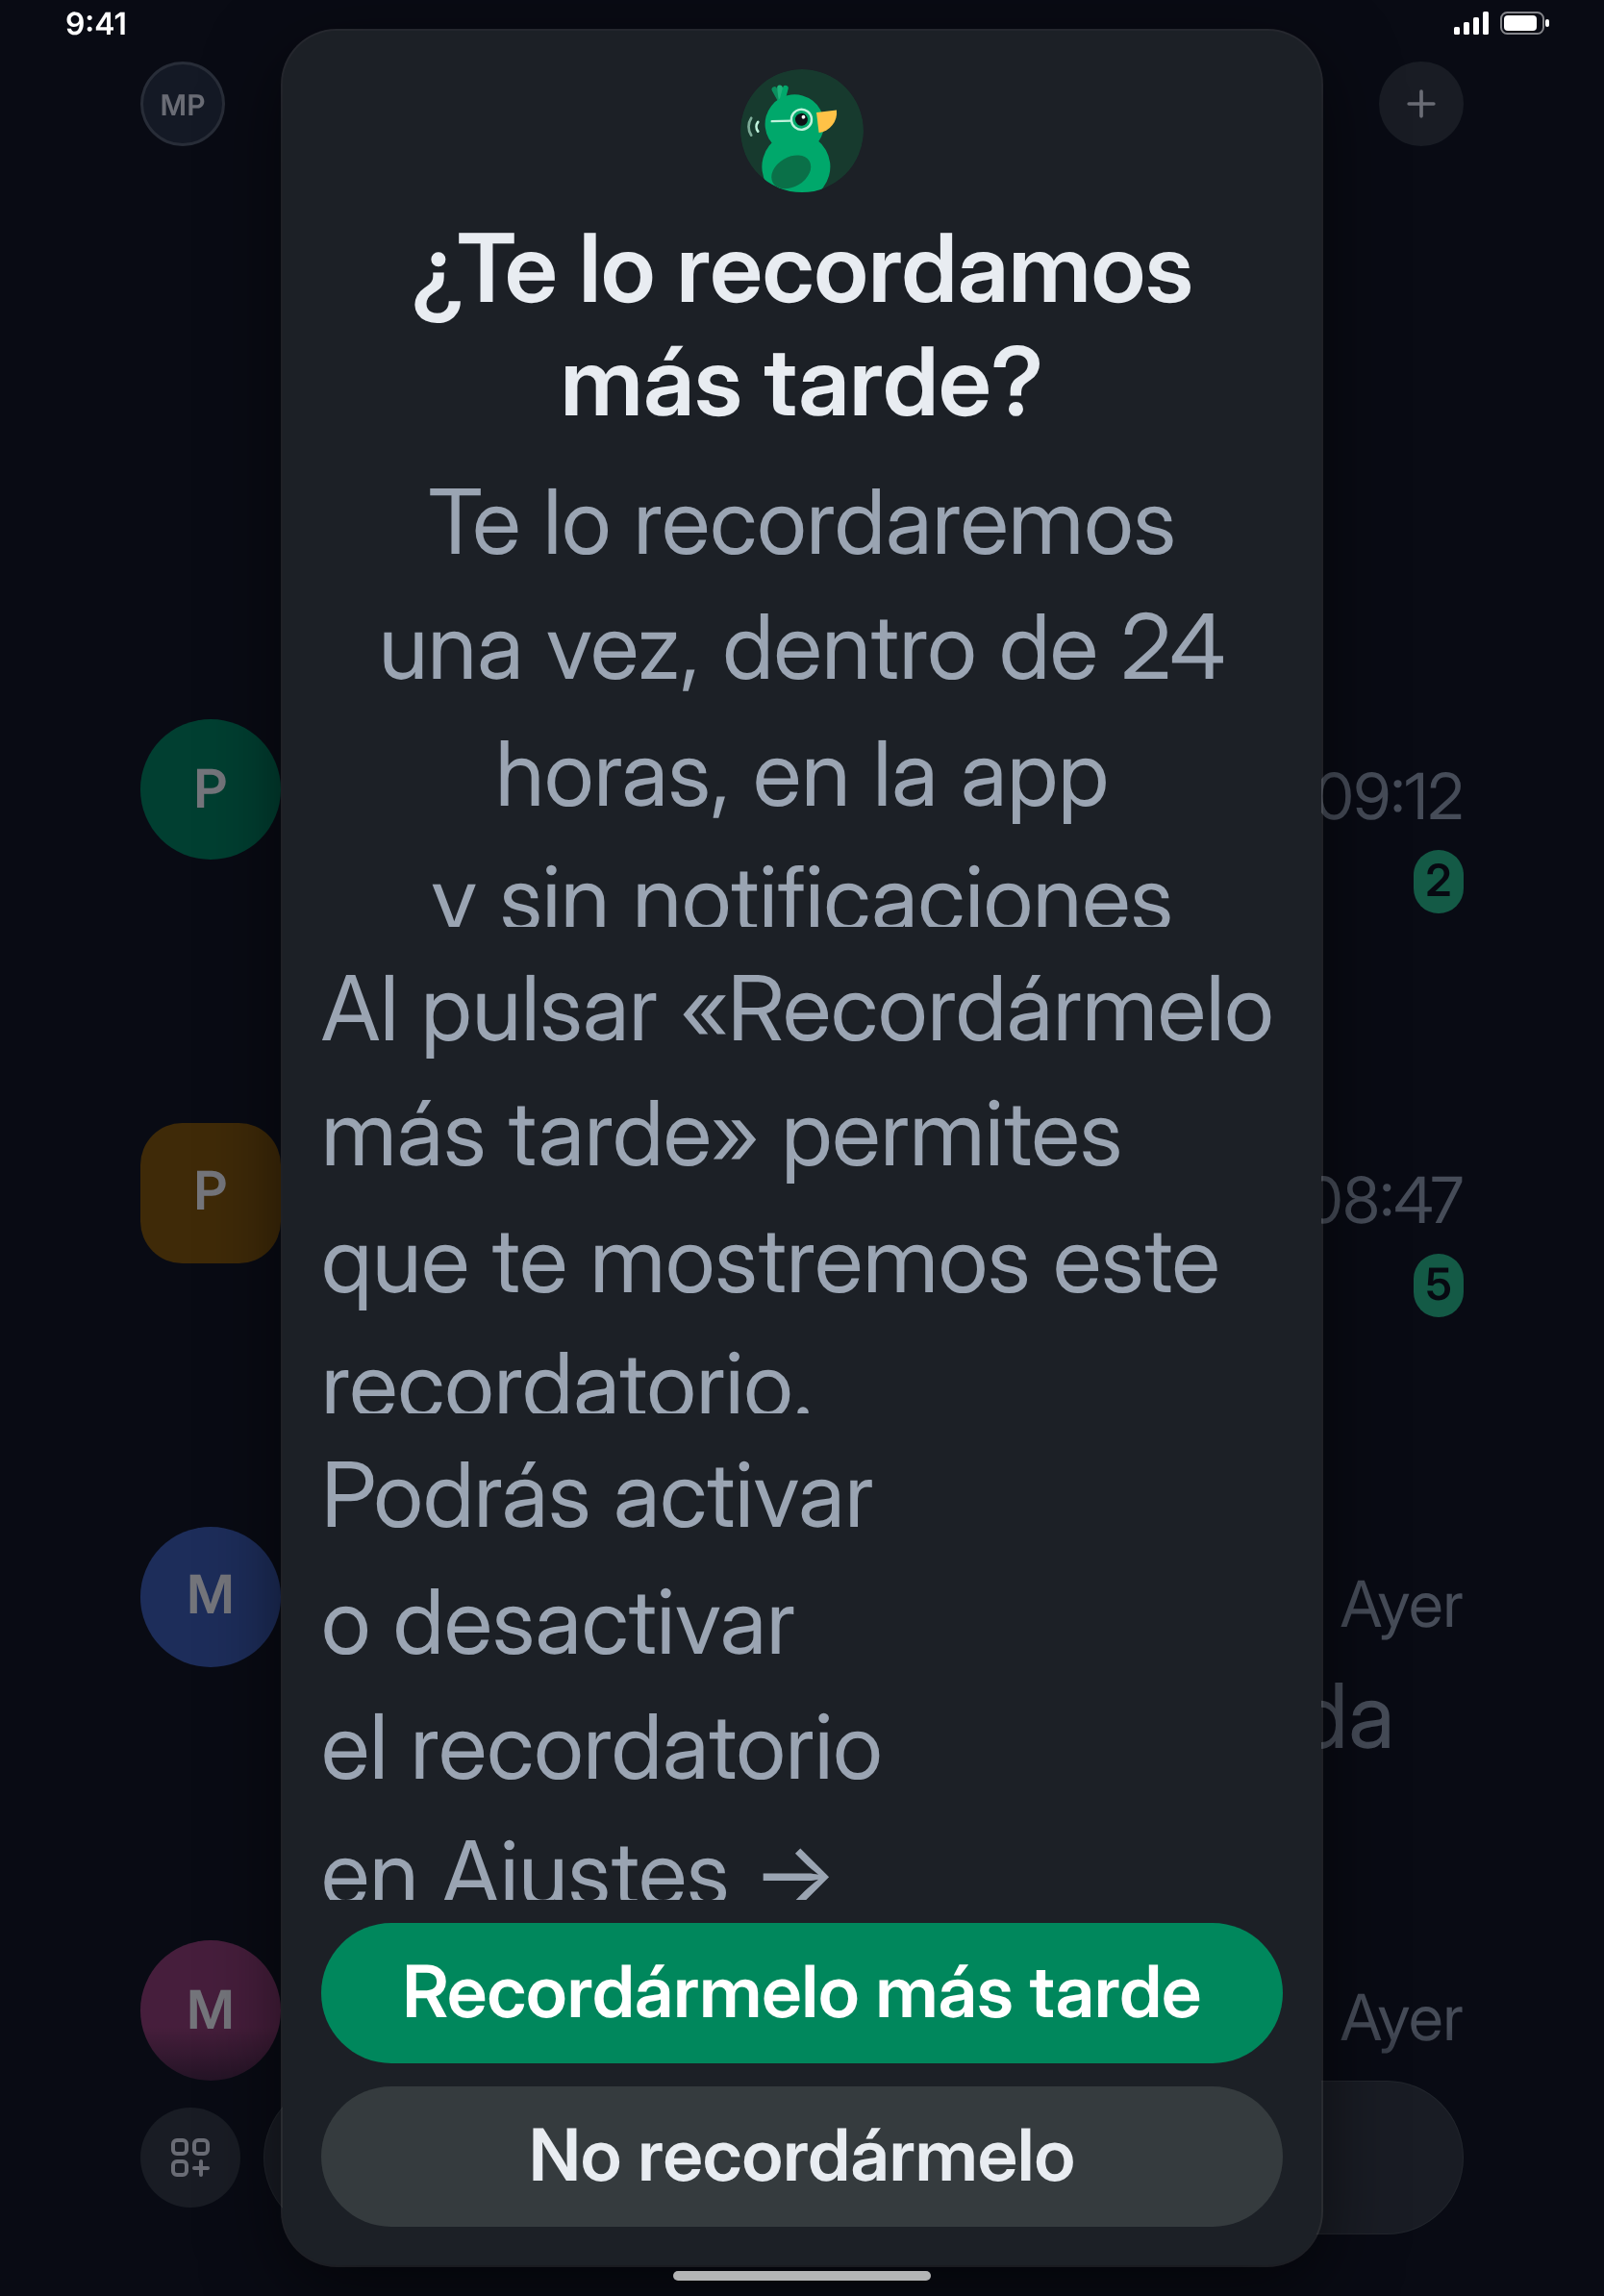 9:41
MP
¿Te lo recordamos
más tarde?
Te lo recordaremos
una vez, dentro de 24
horas, en la app
y sin notificaciones
Al pulsar «Recordármelo
más tarde» permites
que te mostremos este
recordatorio.
Podrás activar
o desactivar
el recordatorio
en Ajustes →
Recordármelo más tarde
No recordármelo
P
09:12
2
P
08:47
5
M
Ayer
da
M
Ayer